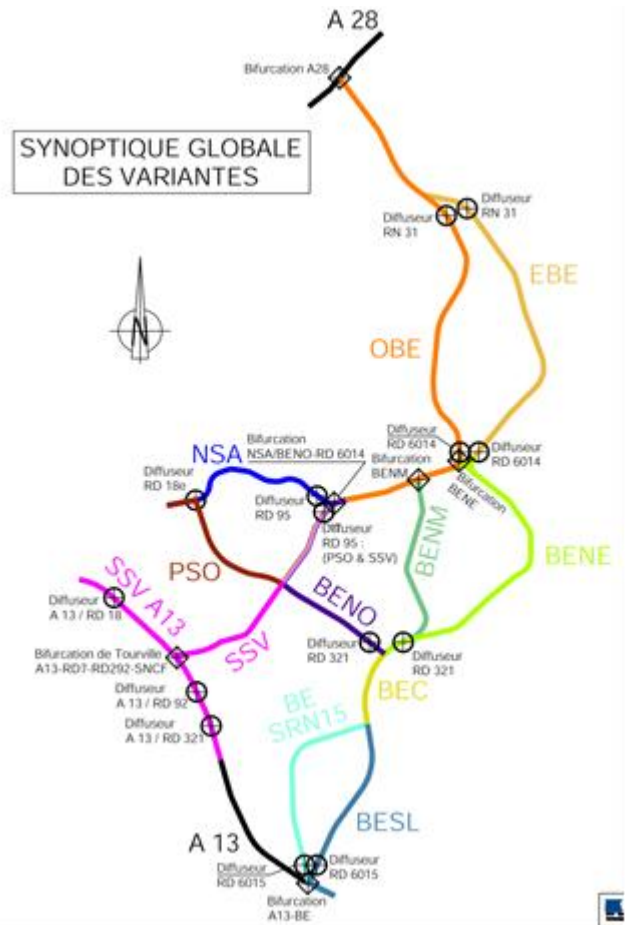 A 28
Bifurcation A28
SYNOPTIQUE GLOBALE
DES VARIANTES
Diffuseur
RN 31
Diffuseur
RN 31
EBE
N
OBE
Diffuseur
RD 6014
Bifurcation
NSA/BENO-RD 6014
Bifurcation
BENM
Diffuseur
RD 6014
NSA
Diffuseur
RD 18e
Diffuseur
RD 95
Bifurcation
BENE
Diffuseur
RD 95 :
(PSO & SSV)
BENM
BENE
PSO
SSV A13
Diffuseur
A 13 / RD 18
BENO
SSV
Diffuseur
RD 321
Diffuseur
RD 321
Bifurcation de Tourville
A13-RD7-RD292-SNCF
BEC
Diffuseur
A 13 / RD 92
BE
SRN15
Diffuseur
A 13 / RD 321
BESL
A 13
Diffuseur
RD 6015
Diffuseur
RD 6015
Bifurcation
A13-BE